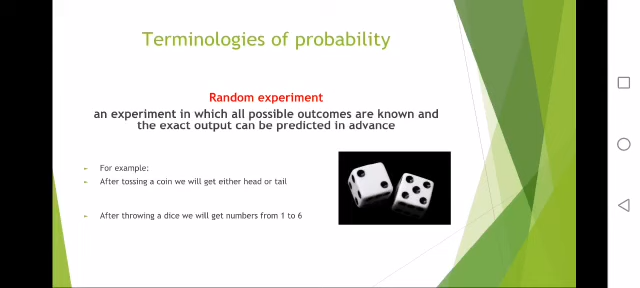 Terminologies of probability
Random experiment
an experiment in which all possible outcomes are known and
the exact output can be predicted in advance
For example:
After tossing a coin we will get either head or tail
After throwing a dice we will get numbers from 1 to 6